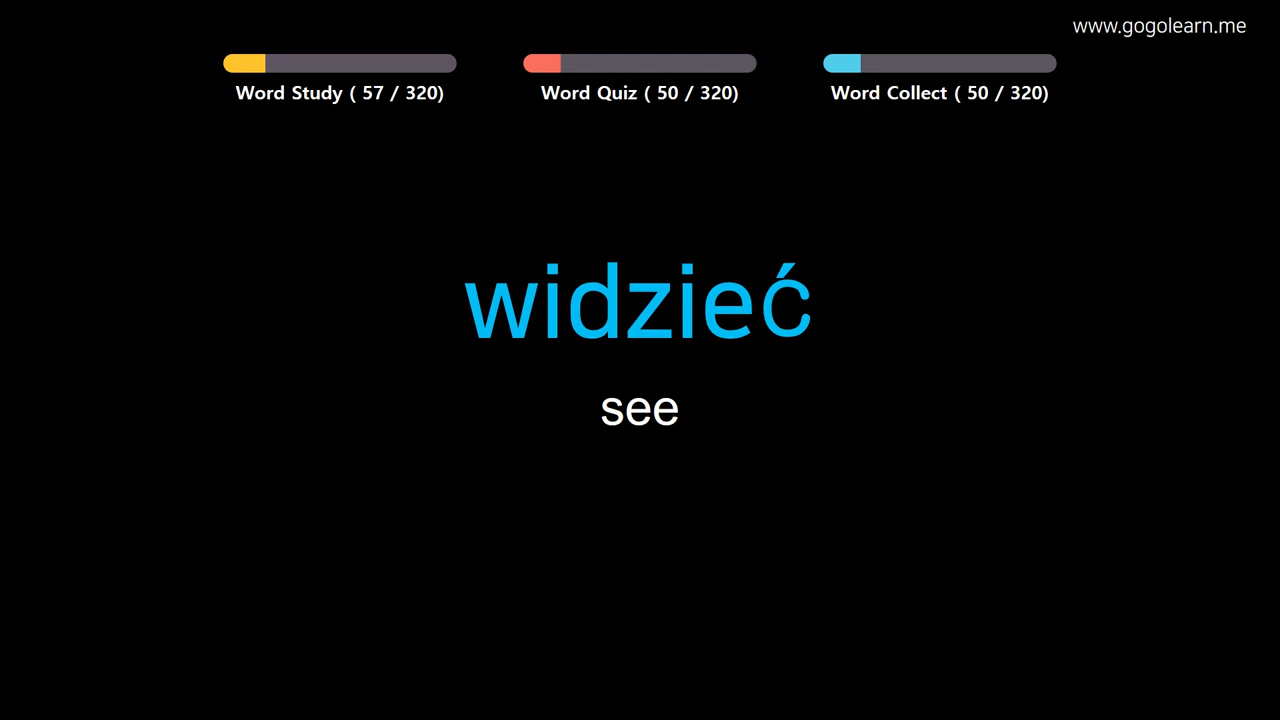 www.gogolearn.me
Word Study ( 57 / 320)
Word Quiz ( 50 / 320)
Word Collect ( 50 / 320)
widzieć
see